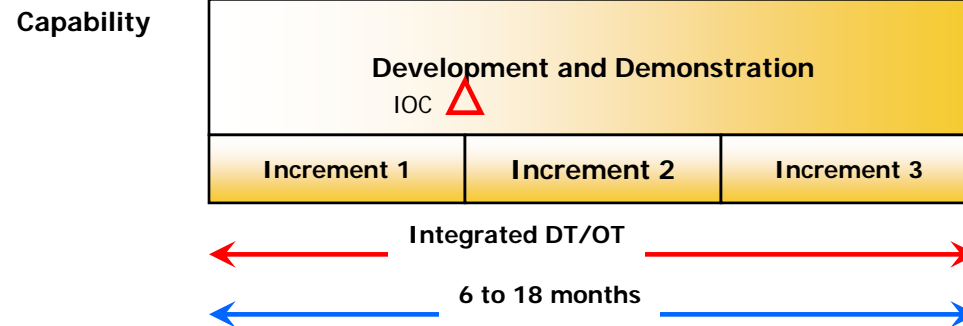 Capability
Development and Demonstration
IOC
Increment 1
Increment 2
Increment 3
Integrated DT/OT
6 to 18 months